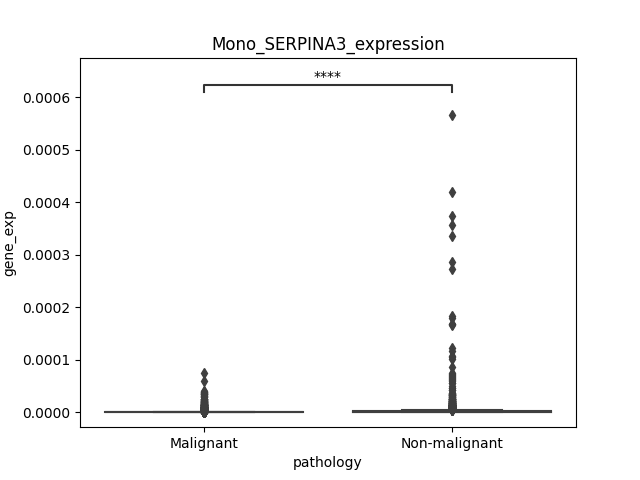 Mono_SERPINA3_expression
****
0.0006
0.0005
0.0004
0.0003
0.0002
0.0001
0.0000
gene_exp
Malignant
Non-malignant
pathology